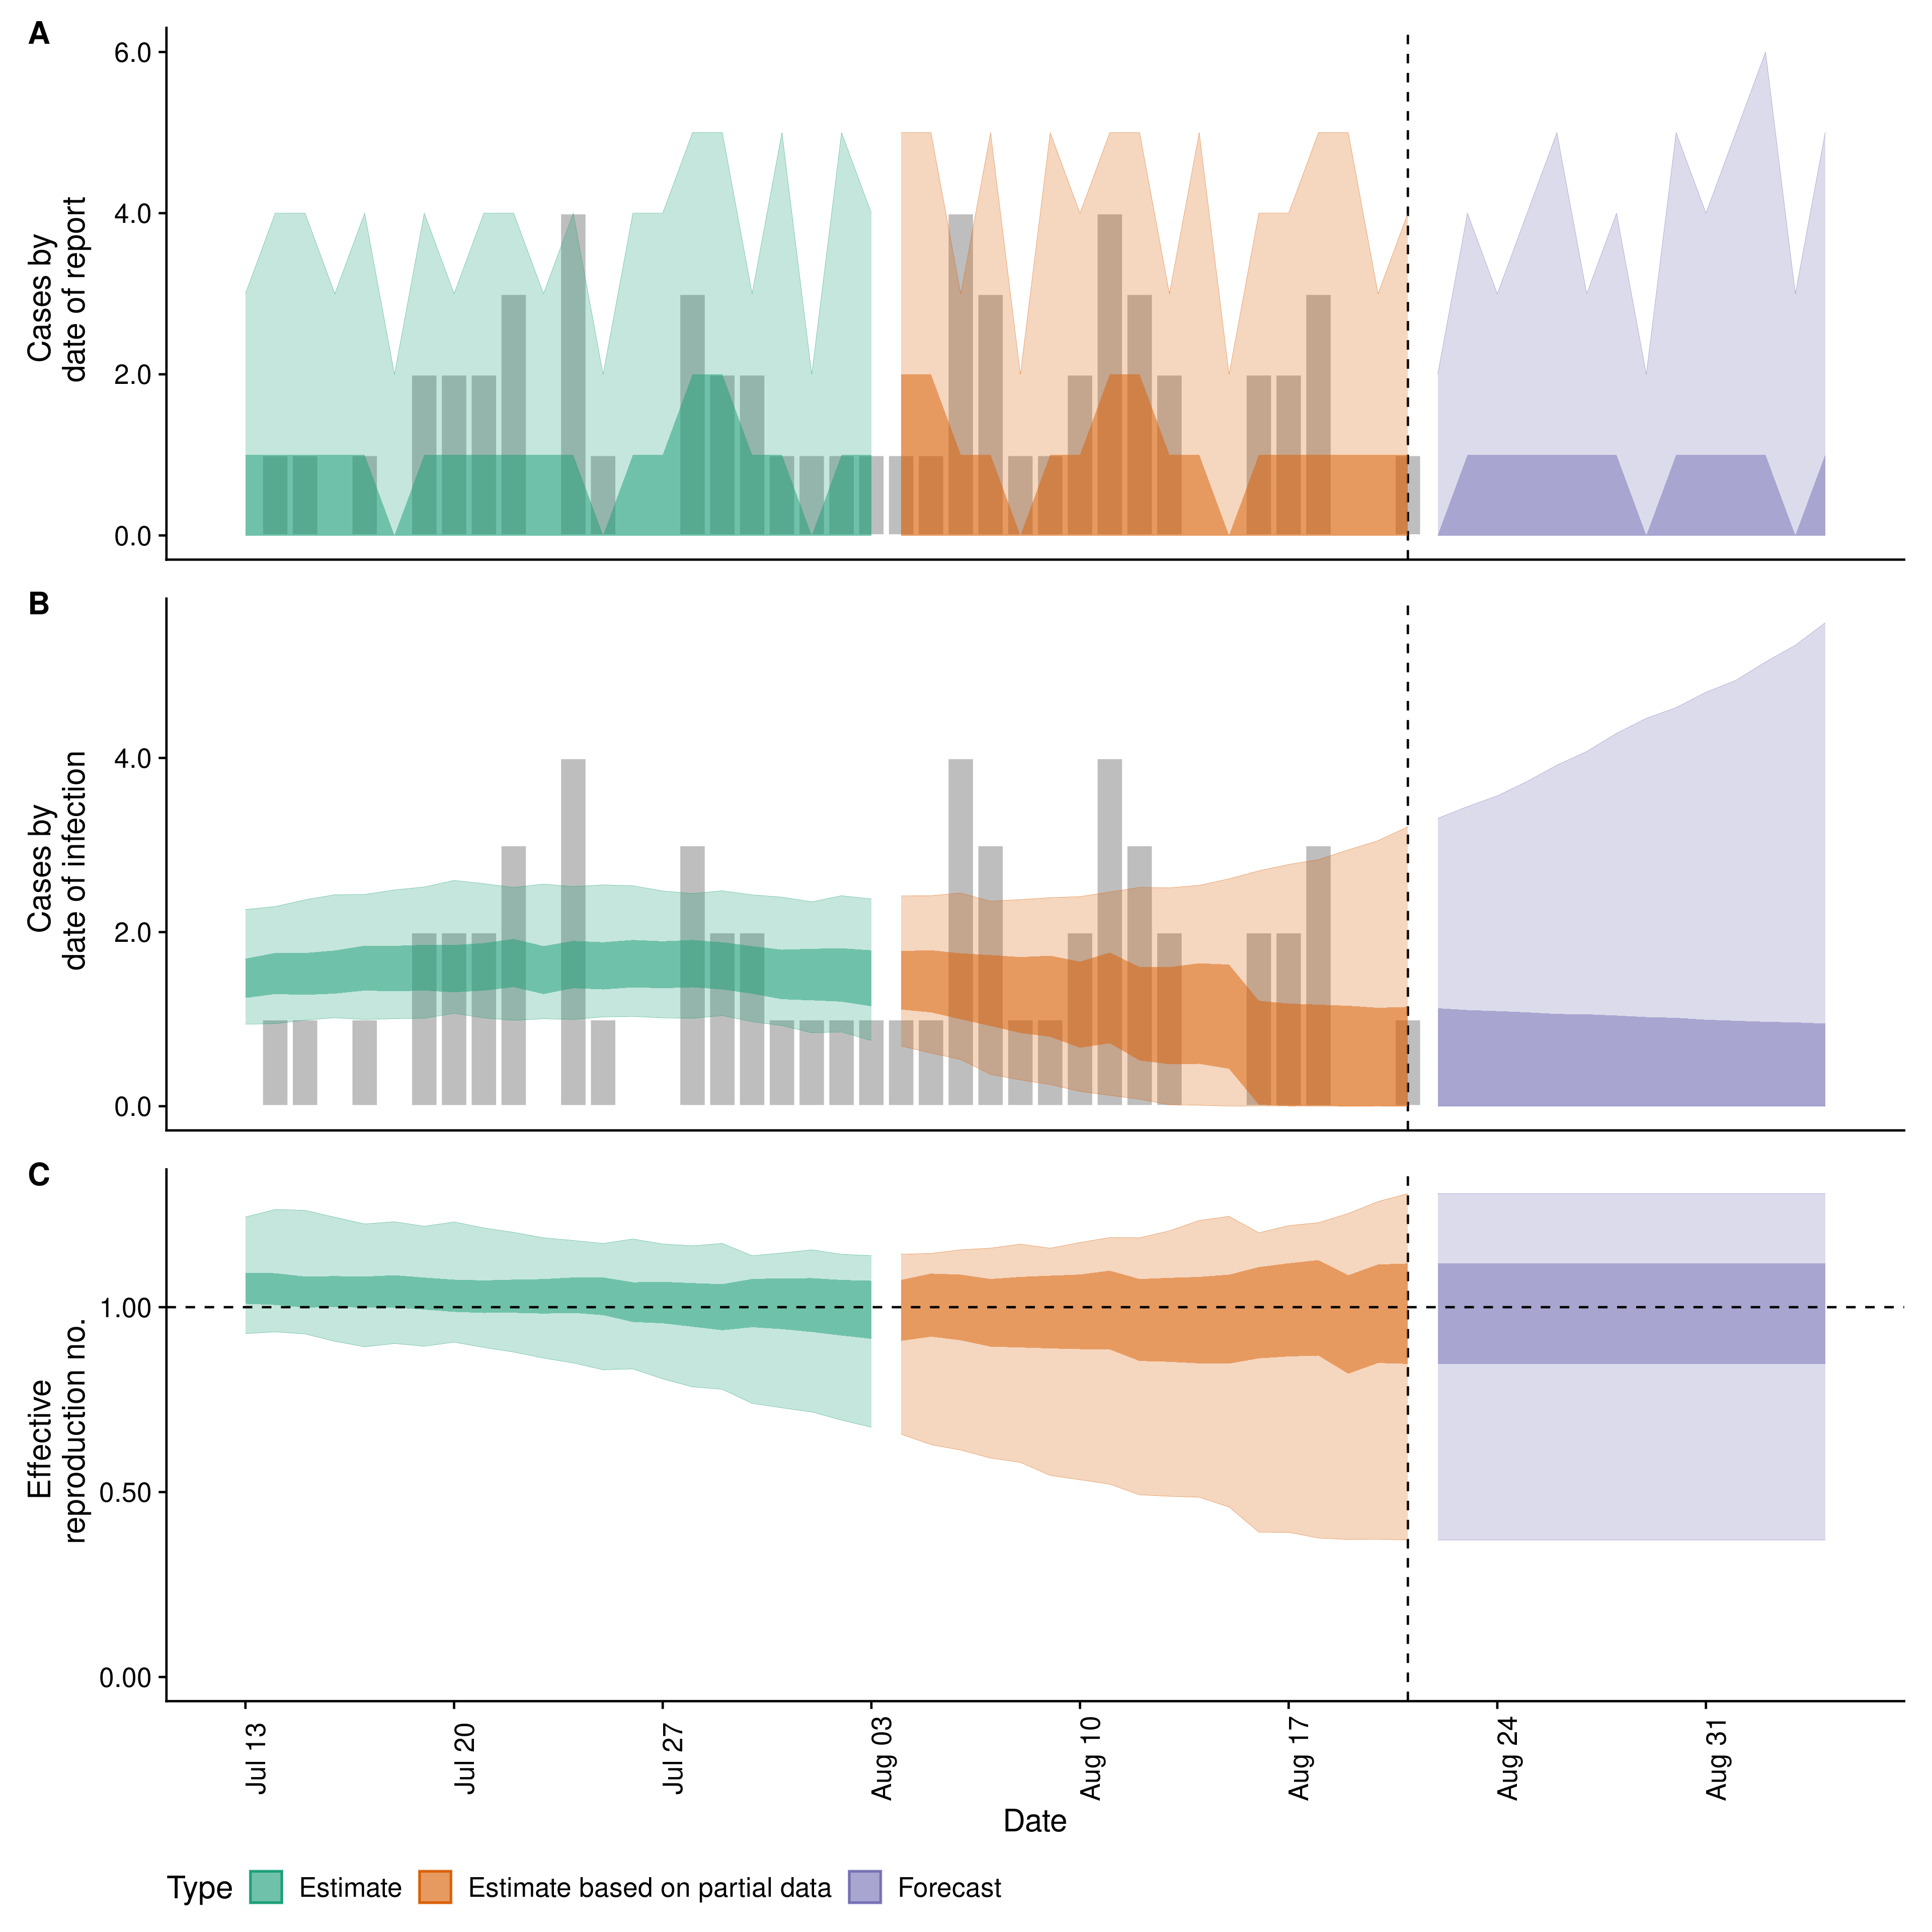 A
Cases by
date of report
6.0
4.0
2.0
0.0
B
Cases by
date of infection
4.0
2.0
0.0
C
Effective
reproduction no.
1.00
0.50
0.00
Jul 13
Jul 20
Jul 27
Aug 03
Aug 10
Aug 17
Aug 24
Aug 31
Date
Type Estimate Estimate based on partial data Forecast